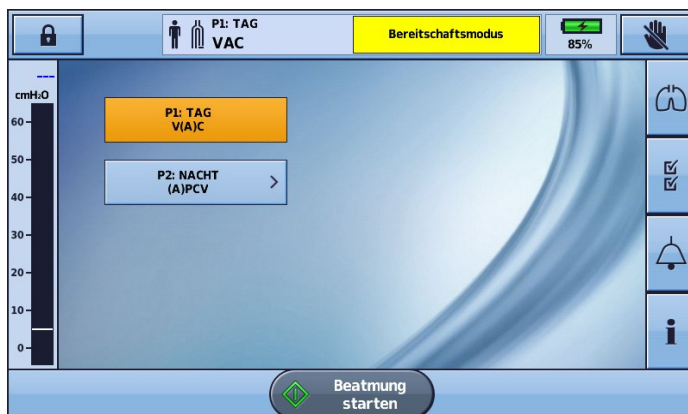 P1: TAG
VAC
Bereitschaftsmodus
85%
---
cmH₂O
60
50
40
30
20
10
0
P1: TAG
V(A)C
P2: NACHT
(A)PCV
Beatmung
starten